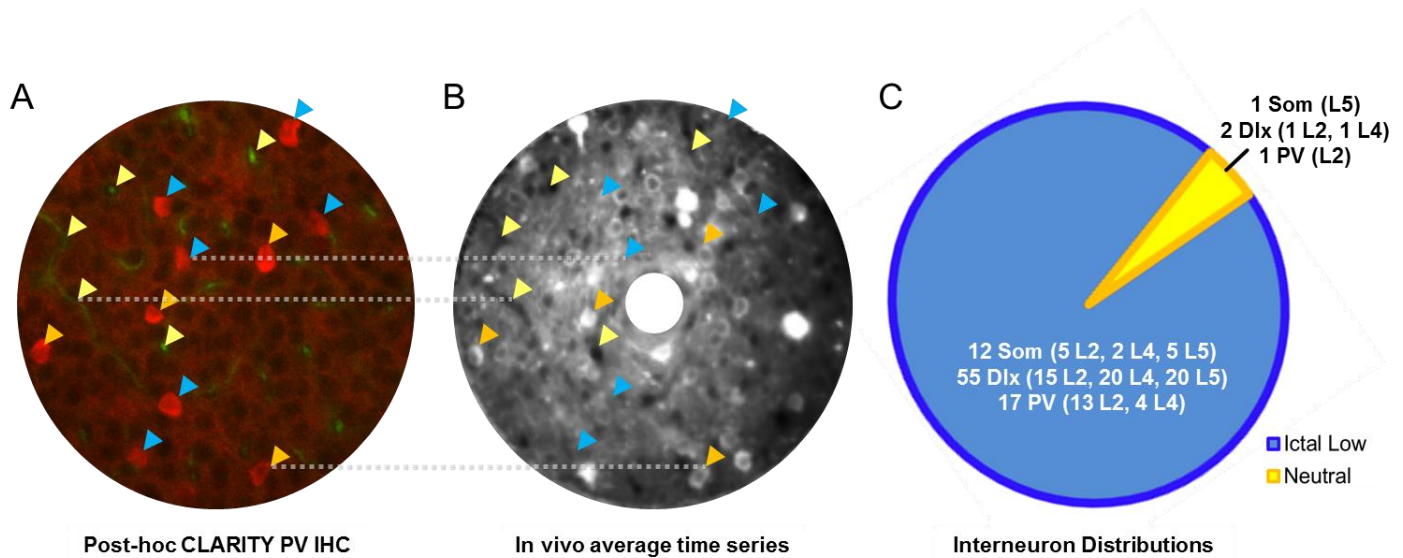 A
B
C
1 Som (L5)
2 Dlx (1 L2, 1 L4)
1 PV (L2)
12 Som (5 L2, 2 L4, 5 L5)
55 Dlx (15 L2, 20 L4, 20 L5)
17 PV (13 L2, 4 L4)
Ictal Low
Neutral
Post-hoc CLARITY PV IHC
In vivo average time series
Interneuron Distributions